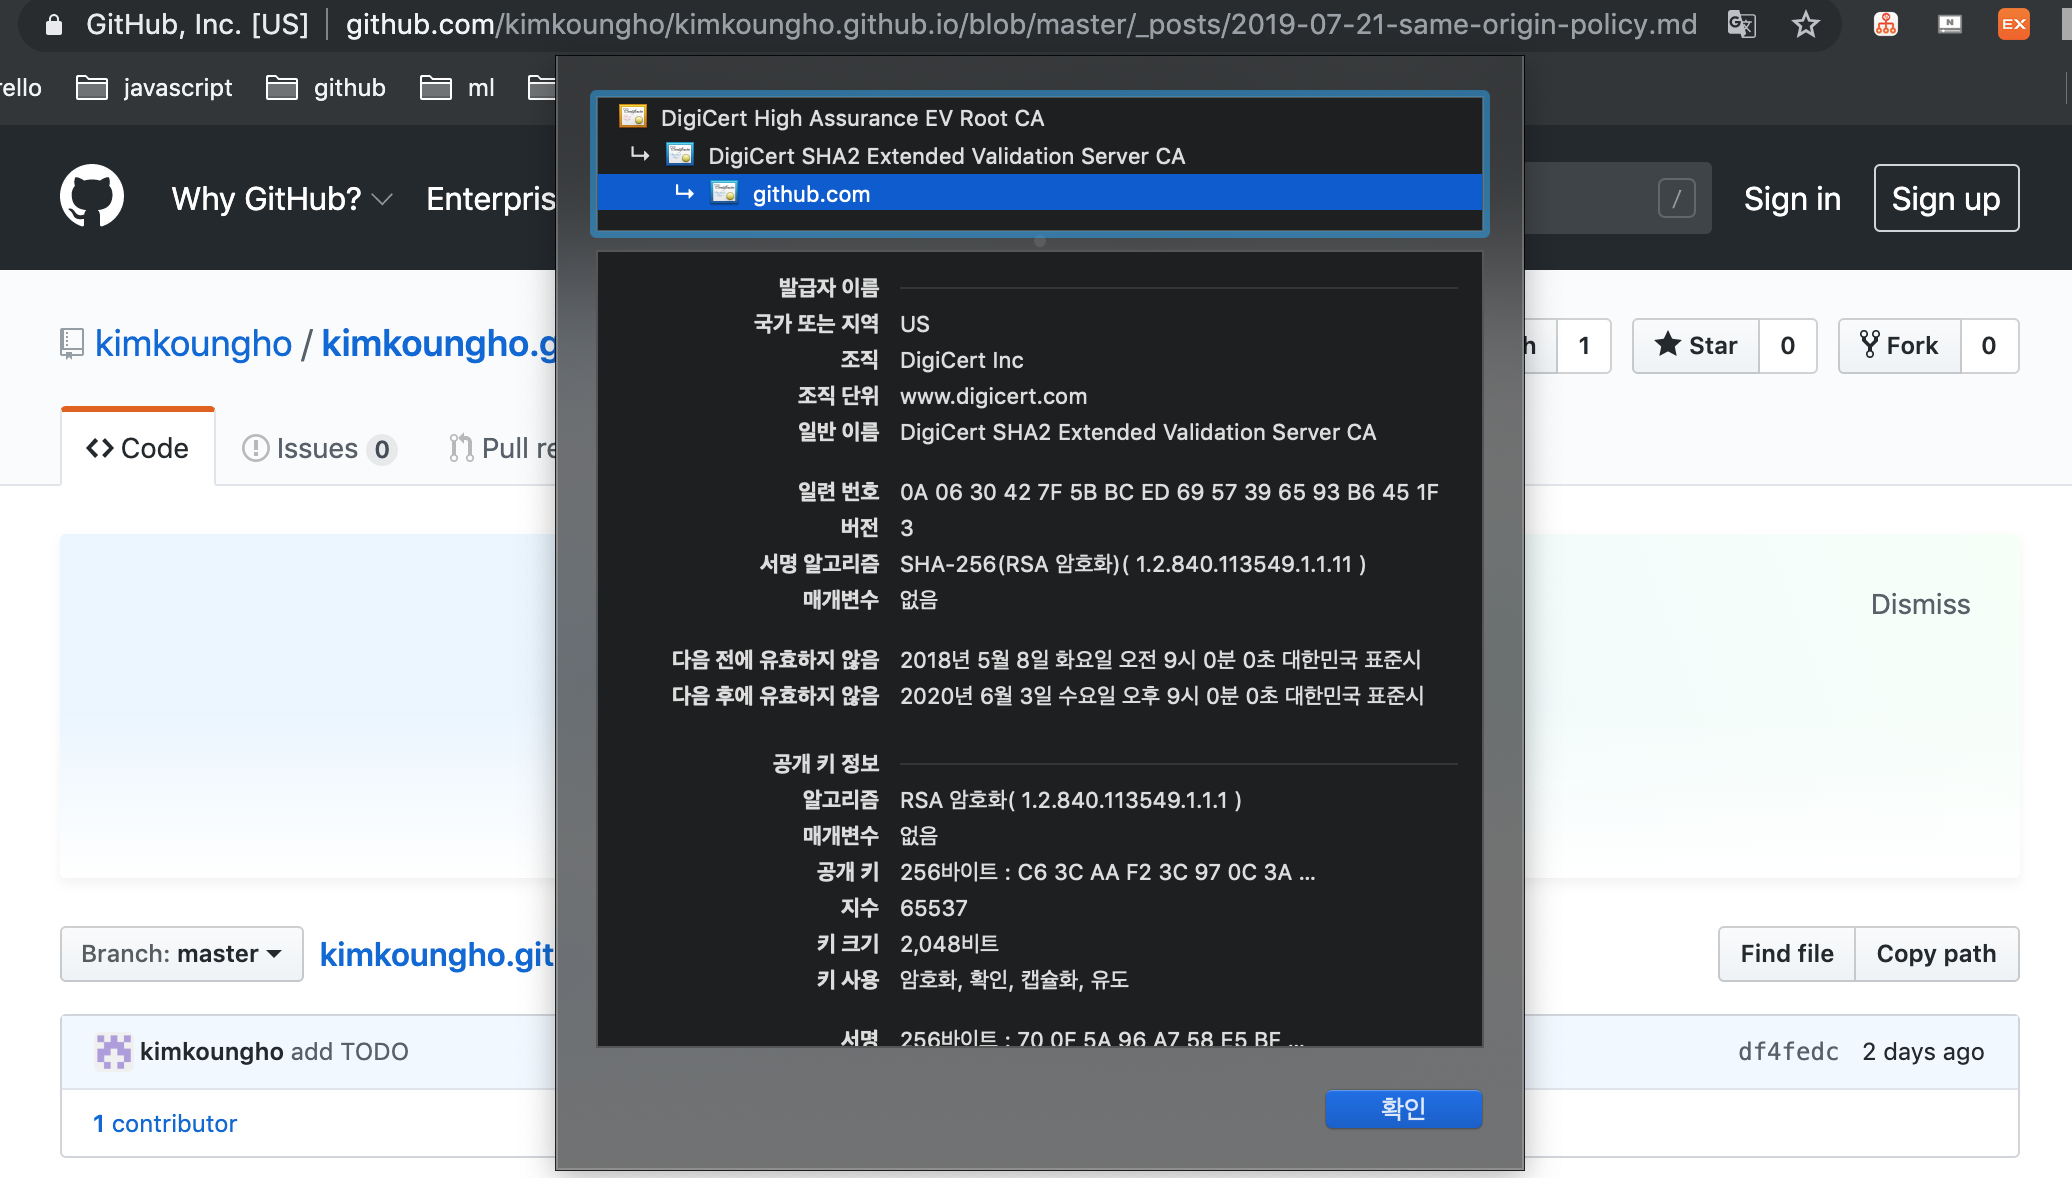 GitHub, Inc. [US] github.com/kimkoungho/kimkoungho.github.io/blob/master/_posts/2019-07-21-same-origin-policy.md EX
ello javascript github ml
DigiCert High Assurance EV Root CA
DigiCert SHA2 Extended Validation Server CA
github.com
Why GitHub? Enterpris / Sign in Sign up
발급자 이름
국가 또는 지역 US
조직 DigiCert Inc
조직 단위 www.digicert.com
일반 이름 DigiCert SHA2 Extended Validation Server CA
일련 번호 0A 06 30 42 7F 5B BC ED 69 57 39 65 93 B6 45 1F
버전 3
서명 알고리즘 SHA-256(RSA 암호화)( 1.2.840.113549.1.1.11 )
매개변수 없음
다음 전에 유효하지 않음 2018년 5월 8일 화요일 오전 9시 0분 0초 대한민국 표준시
다음 후에 유효하지 않음 2020년 6월 3일 수요일 오후 9시 0분 0초 대한민국 표준시
공개 키 정보
알고리즘 RSA 암호화( 1.2.840.113549.1.1.1 )
매개변수 없음
공개 키 256바이트 : C6 3C AA F2 3C 97 0C 3A ...
지수 65537
키 크기 2,048비트
키 사용 암호화, 확인, 캡슐화, 유도
서명 256바이트 : 70 0F 5A 96 A7 58 E5 BF ...
확인
kimkoungho / kimkoungho.g h 1 Star 0 Fork 0
Code Issues 0 Pull re
Dismiss
Branch: master kimkoungho.git Find file Copy path
kimkoungho add TODO df4fedc 2 days ago
1 contributor